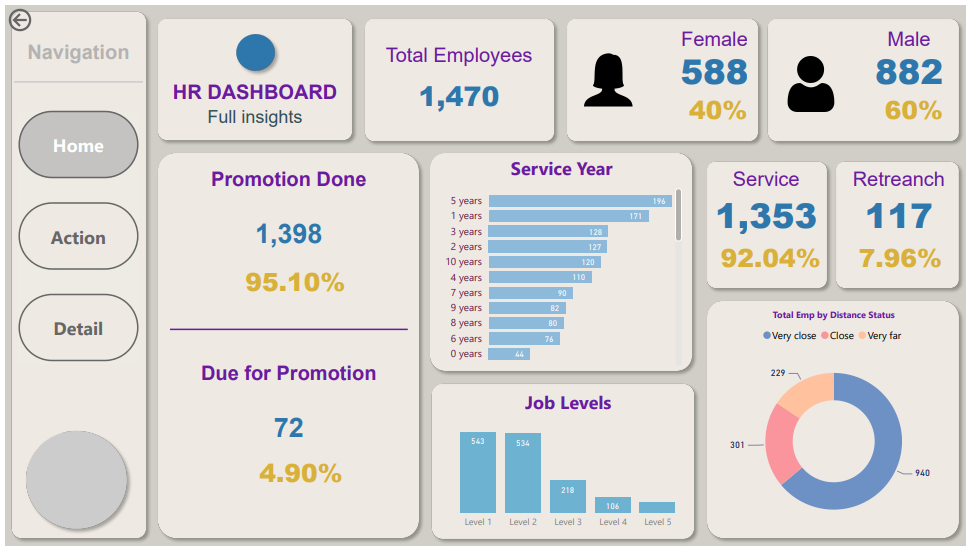 Navigation
Home
Action
Detail
HR DASHBOARD
Full insights
Total Employees
1,470
Female
588
40%
Male
882
60%
Promotion Done
1,398
95.10%
Due for Promotion
72
4.90%
Service Year
5 years 196
1 years 171
3 years 128
2 years 127
10 years 120
4 years 110
7 years 90
9 years 82
8 years 80
6 years 76
0 years 44
Job Levels
543 534 218 106
Level 1 Level 2 Level 3 Level 4 Level 5
Service
1,353
92.04%
Retreanch
117
7.96%
Total Emp by Distance Status
Very close Close Very far
229
301
940